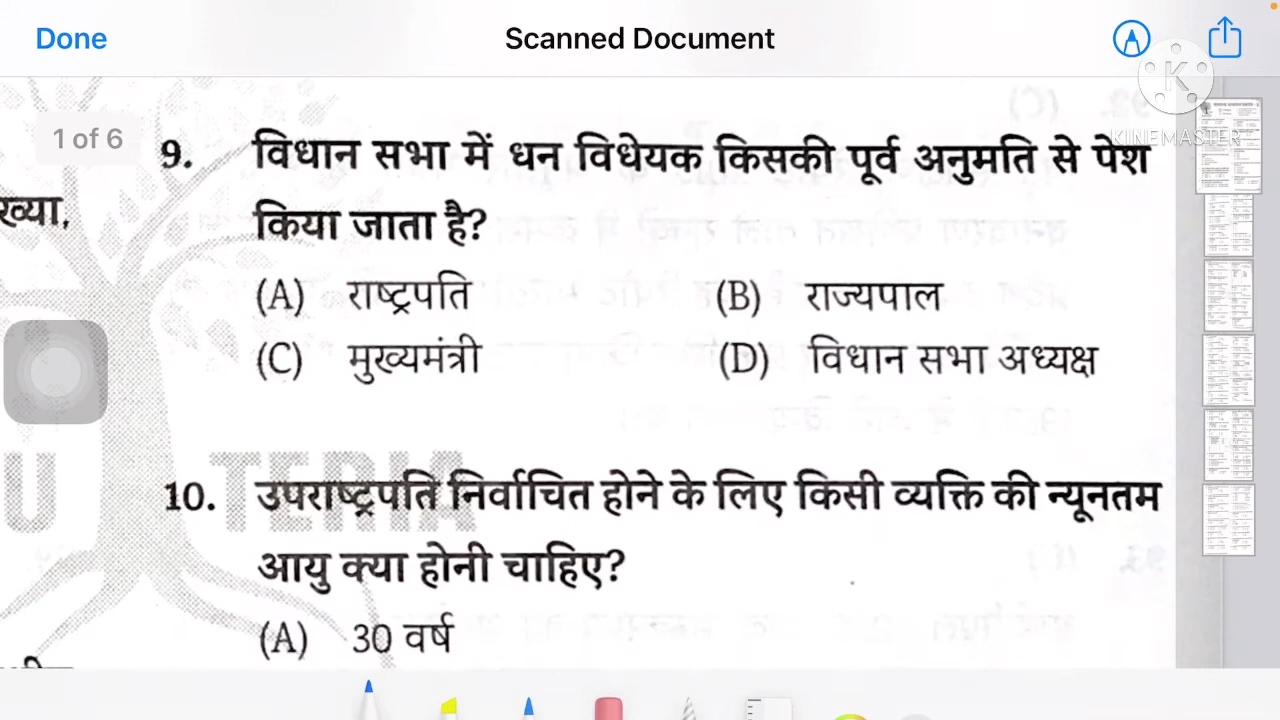 Done
Scanned Document
K
KINEMASTER
1 of 6
ख्या,
9. विधान सभा में धन विधेयक किसकी पूर्व अनुमति से पेश
किया जाता है?
(A) राष्ट्रपति
(B) राज्यपाल
(C) मुख्यमंत्री
(D) विधान सभा अध्यक्ष
10. उपराष्ट्रपति निर्वाचित होने के लिए किसी व्यक्ति की न्यूनतम
आयु क्या होनी चाहिए?
(A) 30 वर्ष